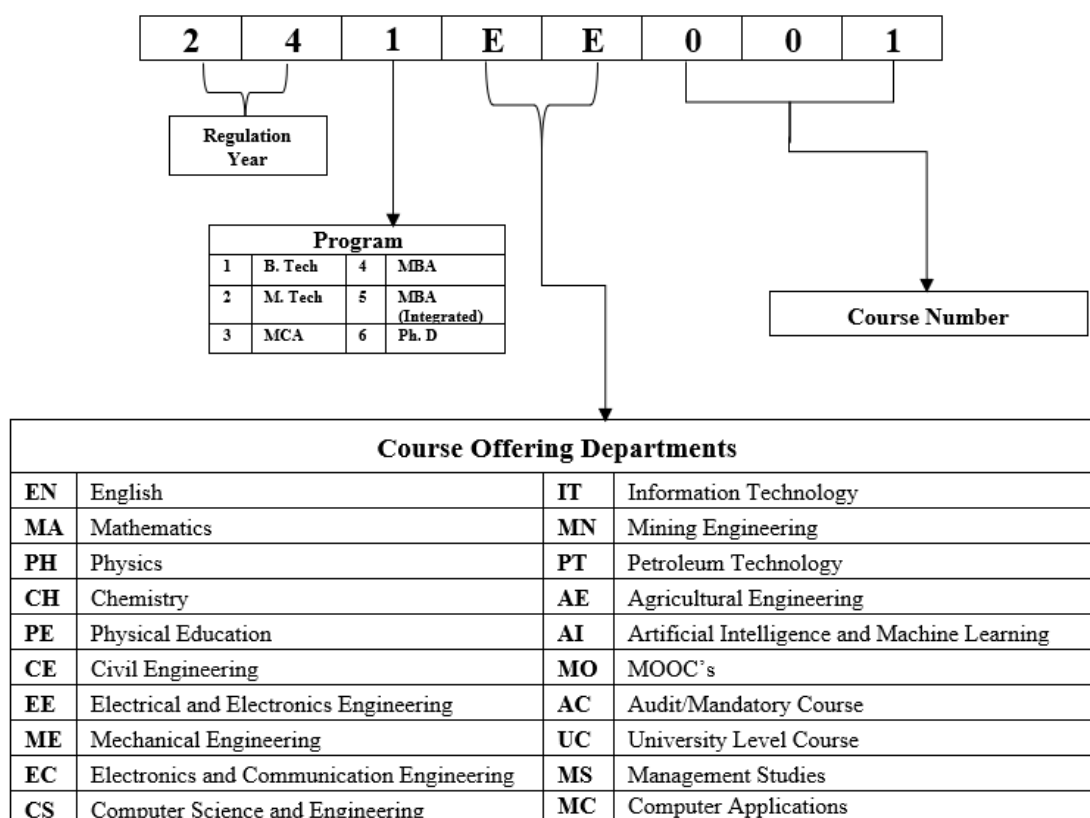 2 4 1 E E 0 0 1
Regulation
Year
Program
1 B. Tech 4 MBA
2 M. Tech 5 MBA
(Integrated)
3 MCA 6 Ph. D
Course Number
Course Offering Departments
EN English IT Information Technology
MA Mathematics MN Mining Engineering
PH Physics PT Petroleum Technology
CH Chemistry AE Agricultural Engineering
PE Physical Education AI Artificial Intelligence and Machine Learning
CE Civil Engineering MO MOOC’s
EE Electrical and Electronics Engineering AC Audit/Mandatory Course
ME Mechanical Engineering UC University Level Course
EC Electronics and Communication Engineering MS Management Studies
CS Computer Science and Engineering MC Computer Applications